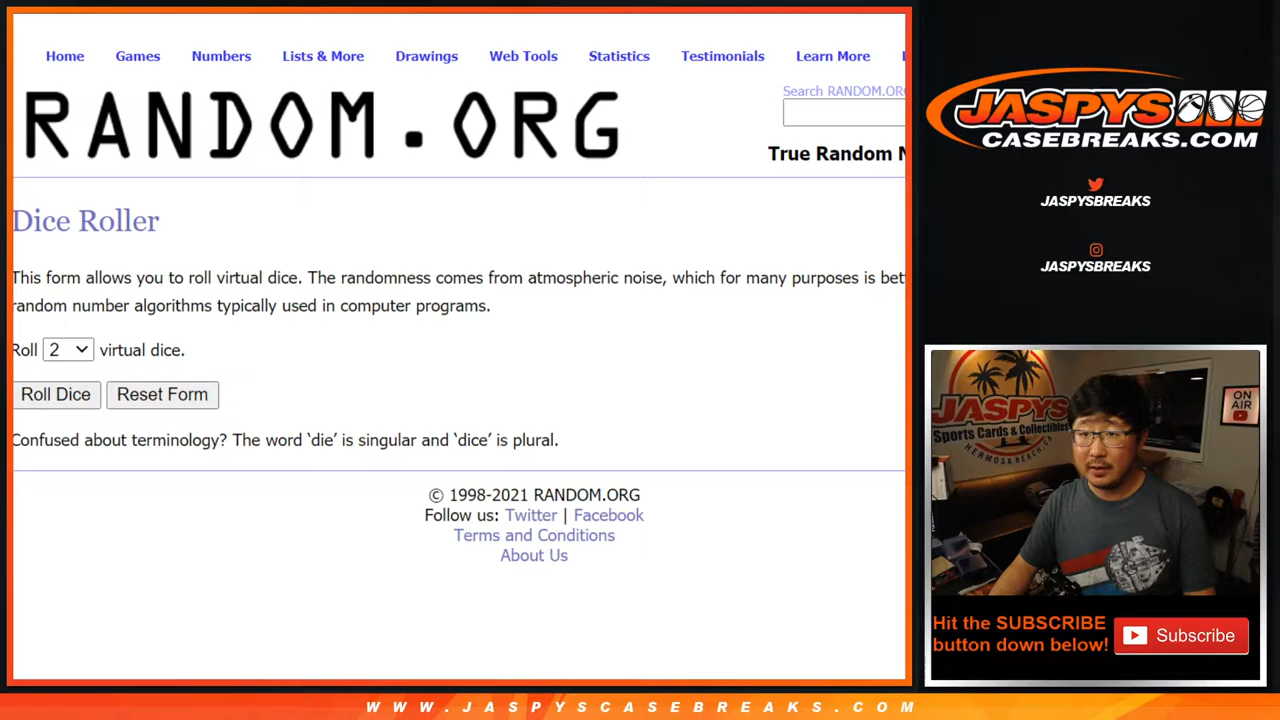 Home Games Numbers Lists & More Drawings Web Tools Statistics Testimonials Learn More
RANDOM.ORG
Search RANDOM.ORG
True Random N
Dice Roller
This form allows you to roll virtual dice. The randomness comes from atmospheric noise, which for many purposes is bet
random number algorithms typically used in computer programs.
Roll 2 virtual dice.
Roll Dice Reset Form
Confused about terminology? The word ‘die’ is singular and ‘dice’ is plural.
© 1998-2021 RANDOM.ORG
Follow us: Twitter | Facebook
Terms and Conditions
About Us
JASPYS
CASEBREAKS.COM
JASPYSBREAKS
JASPYSBREAKS
JASPYS
Sports Cards & Collectibles
HERMOSA BEACH, CA
ON
AIR
Hit the SUBSCRIBE
button down below!
Subscribe
WWW.JASPYSCASEBREAKS.COM